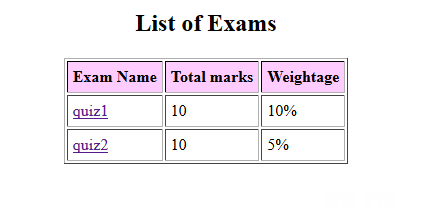 List of Exams
Exam Name Total marks Weightage
quiz1 10 10%
quiz2 10 5%